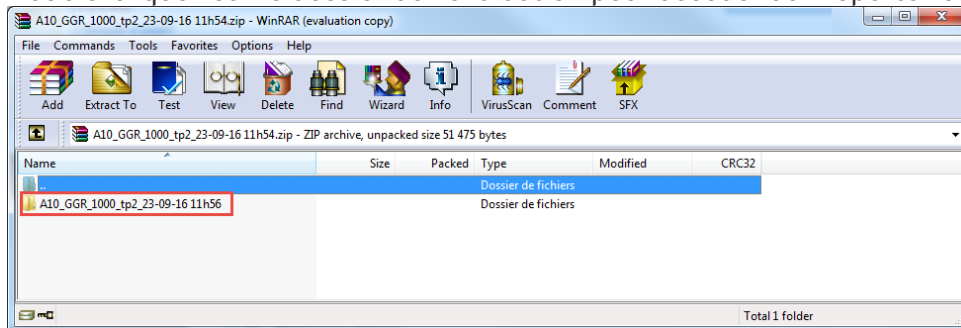 A10_GGR_1000_tp2_23-09-16 11h54.zip - WinRAR (evaluation copy)
File Commands Tools Favorites Options Help
Add Extract To Test View Delete Find Wizard Info VirusScan Comment SFX
A10_GGR_1000_tp2_23-09-16 11h54.zip - ZIP archive, unpacked size 51 475 bytes
Name Size Packed Type Modified CRC32
.. Dossier de fichiers
A10_GGR_1000_tp2_23-09-16 11h56 Dossier de fichiers
Total 1 folder